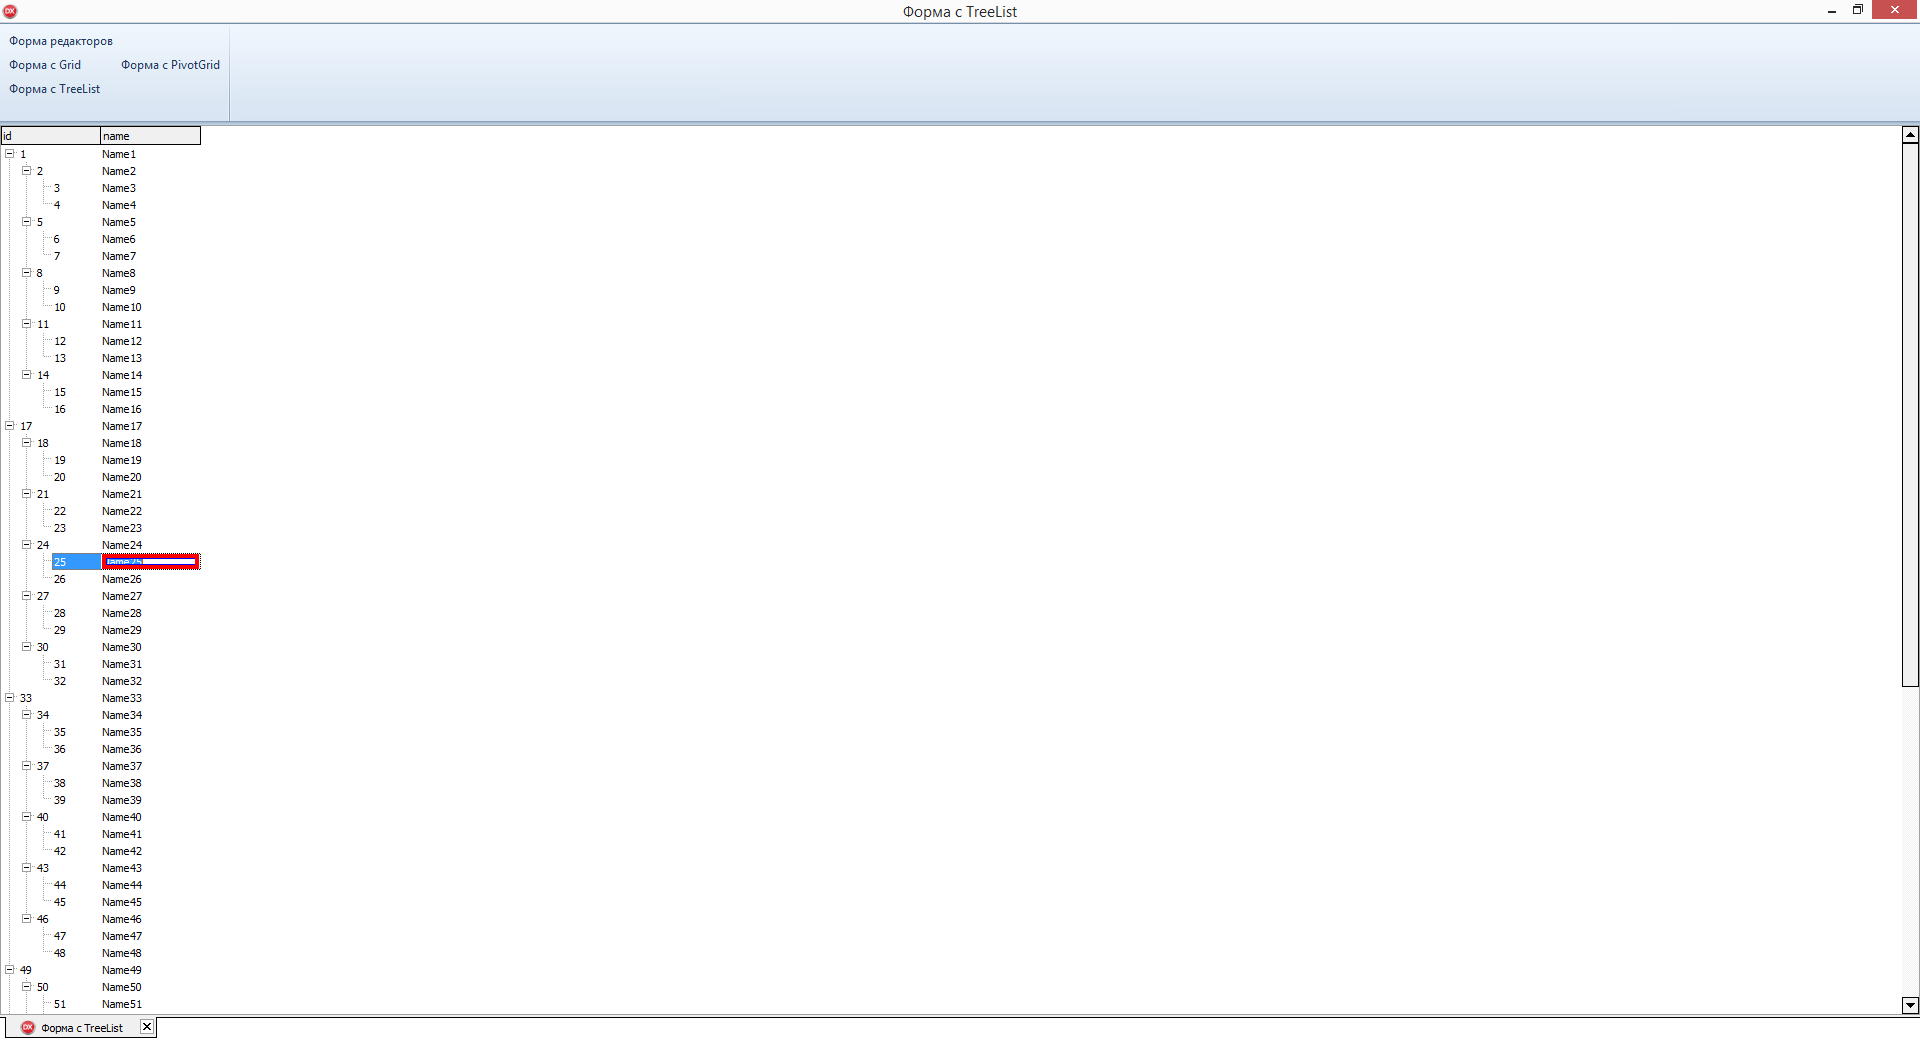 DX Форма с TreeList
Форма редакторов
Форма с Grid Форма с PivotGrid
Форма с TreeList
id name
1 Name1
2 Name2
3 Name3
4 Name4
5 Name5
6 Name6
7 Name7
8 Name8
9 Name9
10 Name10
11 Name11
12 Name12
13 Name13
14 Name14
15 Name15
16 Name16
17 Name17
18 Name18
19 Name19
20 Name20
21 Name21
22 Name22
23 Name23
24 Name24
25
26 Name26
27 Name27
28 Name28
29 Name29
30 Name30
31 Name31
32 Name32
33 Name33
34 Name34
35 Name35
36 Name36
37 Name37
38 Name38
39 Name39
40 Name40
41 Name41
42 Name42
43 Name43
44 Name44
45 Name45
46 Name46
47 Name47
48 Name48
49 Name49
50 Name50
51 Name51
DX Форма с TreeList